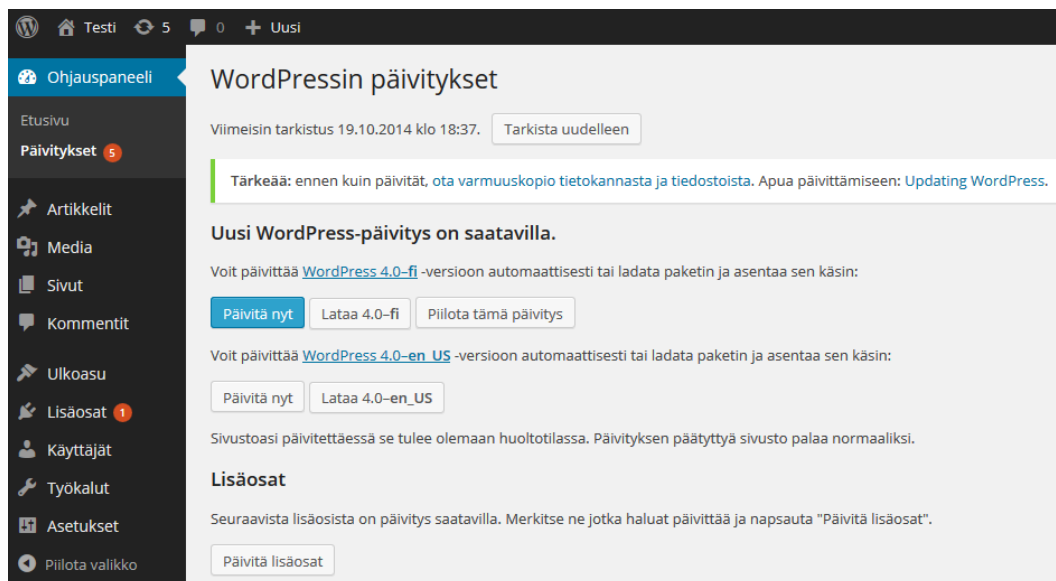 Testi 5 0 + Uusi
Ohjauspaneeli
Etusivu
Päivitykset 5
Artikkelit
Media
Sivut
Kommentit
Ulkoasu
Lisäosat 1
Käyttäjät
Työkalut
Asetukset
Piilota valikko
WordPressin päivitykset
Viimeisin tarkistus 19.10.2014 klo 18:37. Tarkista uudelleen
Tärkeää: ennen kuin päivität, ota varmuuskopio tietokannasta ja tiedostoista. Apua päivittämiseen: Updating WordPress.
Uusi WordPress-päivitys on saatavilla.
Voit päivittää WordPress 4.0–fi -versioon automaattisesti tai ladata paketin ja asentaa sen käsin:
Päivitä nyt Lataa 4.0–fi Piilota tämä päivitys
Voit päivittää WordPress 4.0–en_US -versioon automaattisesti tai ladata paketin ja asentaa sen käsin:
Päivitä nyt Lataa 4.0–en_US
Sivustoasi päivitettäessä se tulee olemaan huoltotilassa. Päivityksen päätyttyä sivusto palaa normaaliksi.
Lisäosat
Seuraavista lisäosista on päivitys saatavilla. Merkitse ne jotka haluat päivittää ja napsauta "Päivitä lisäosat".
Päivitä lisäosat